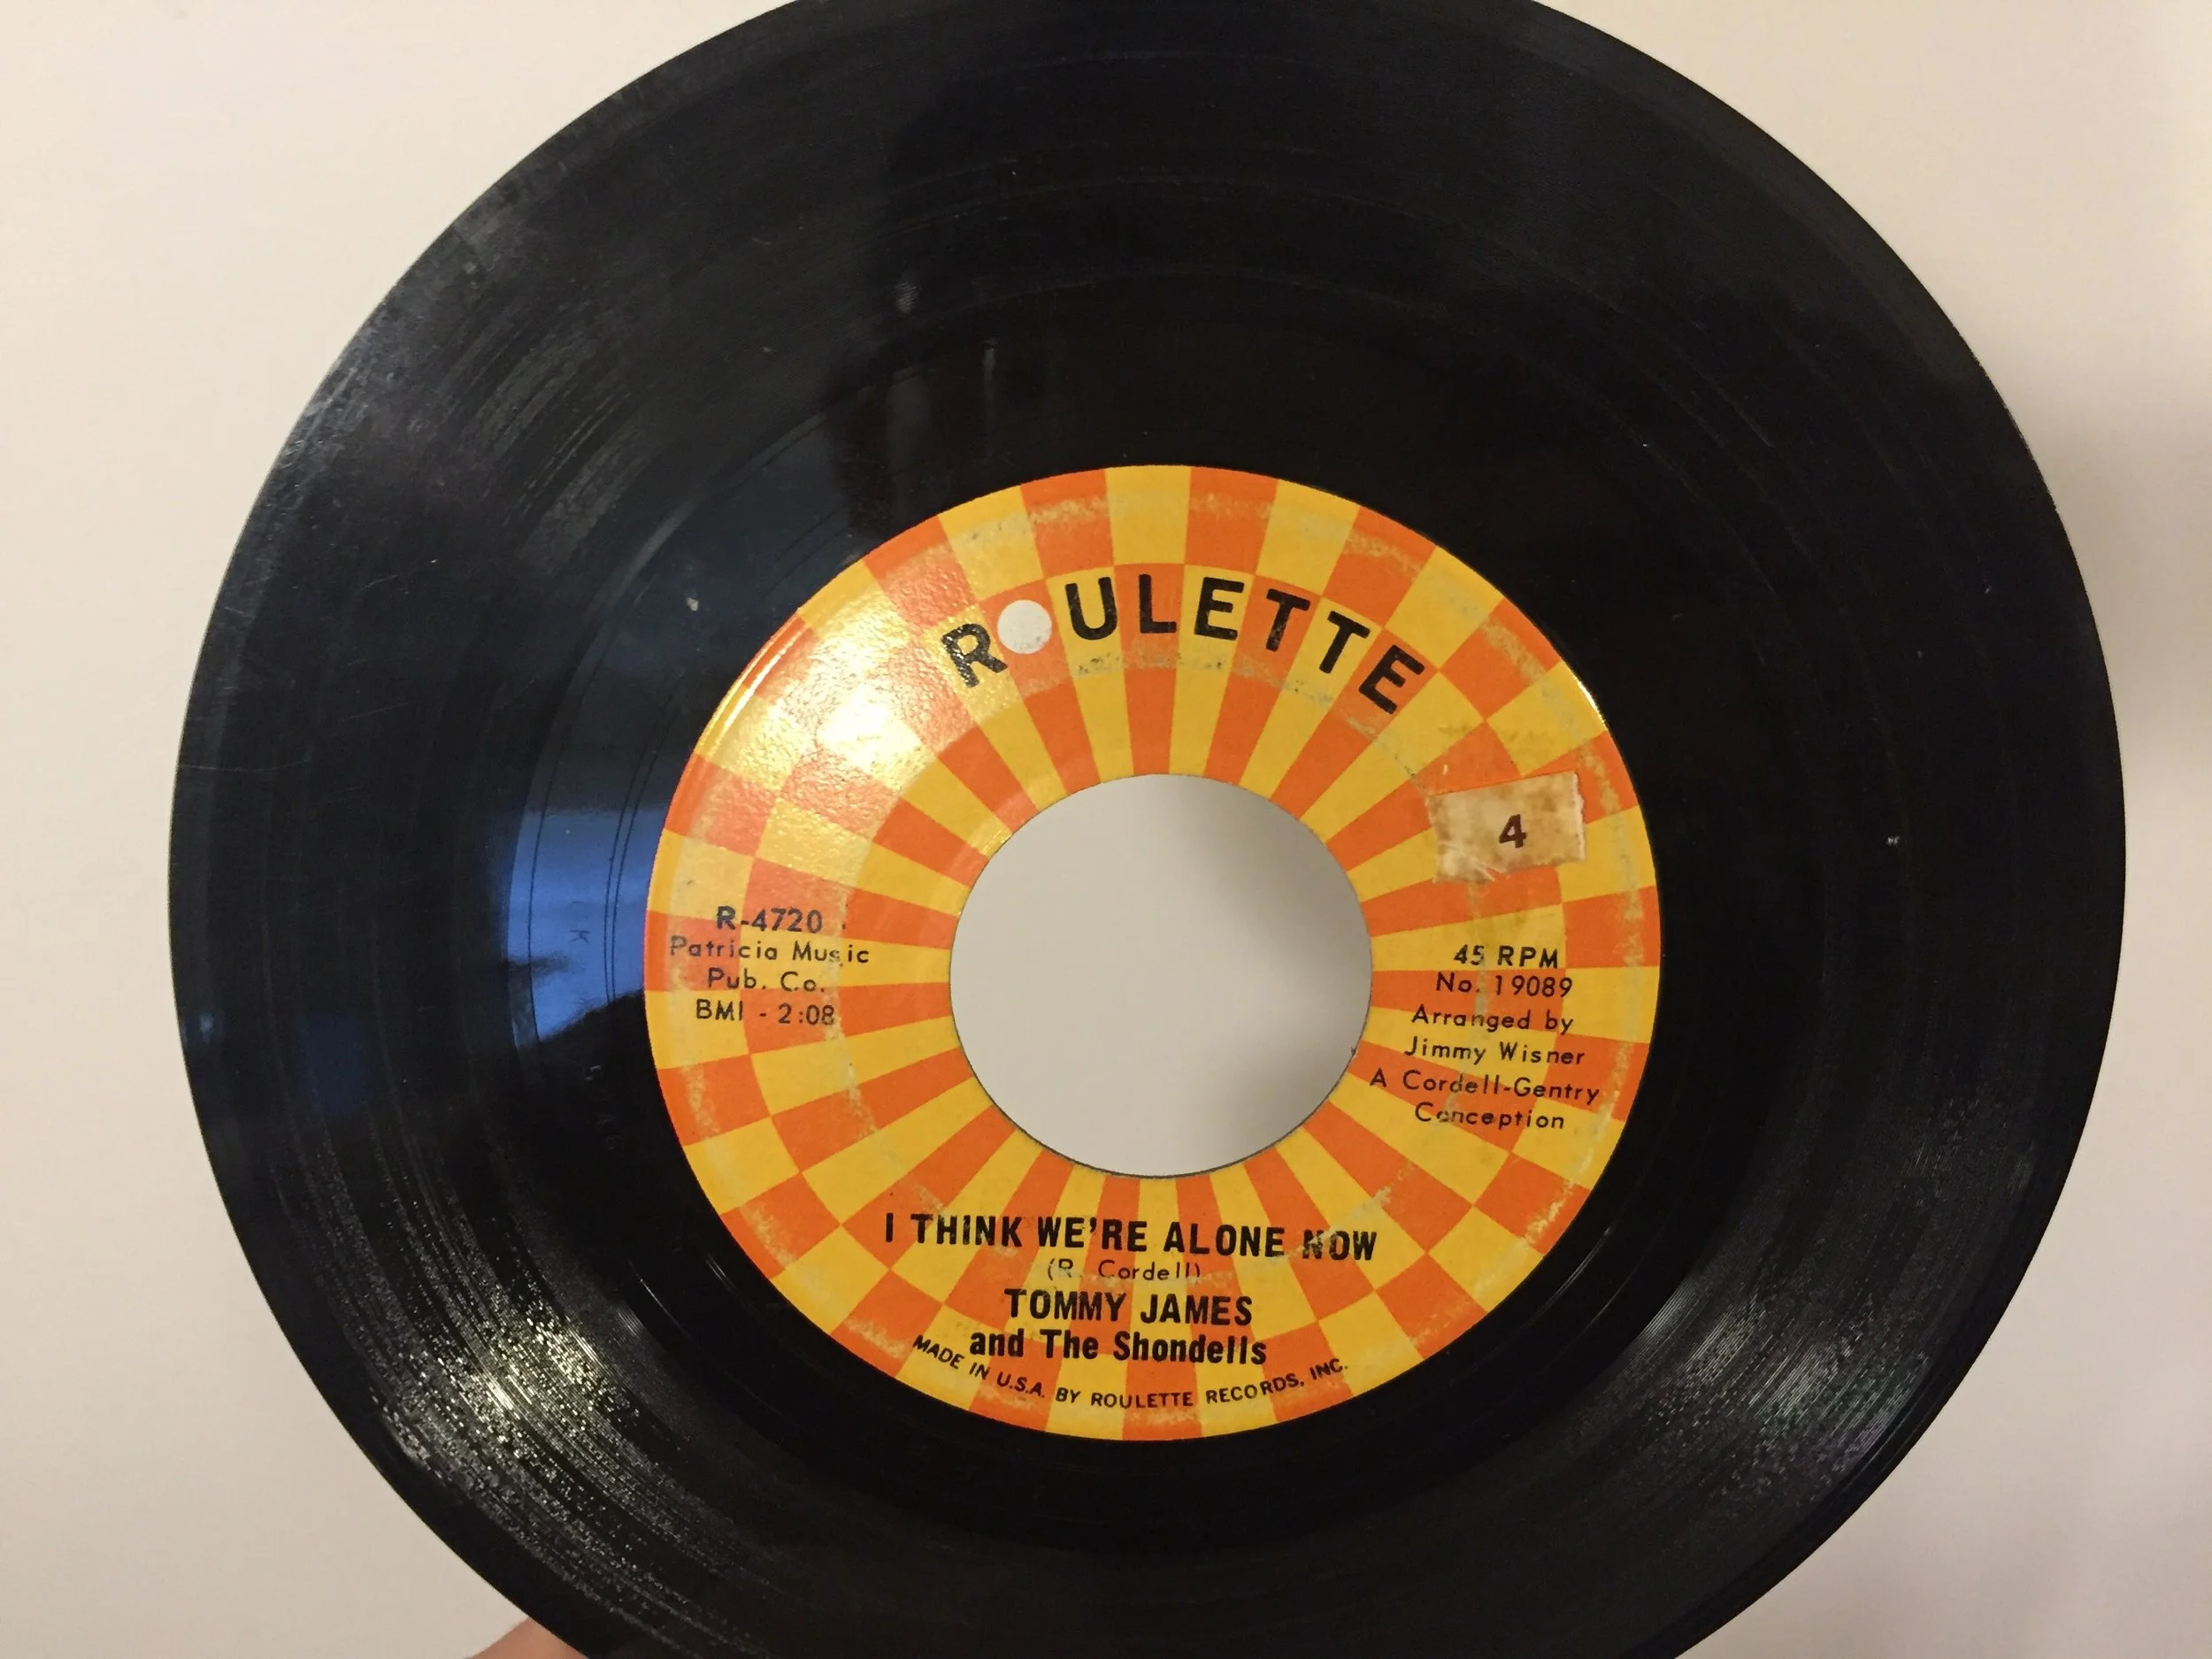 ROULETTE
4
R-4720
Patricia Music
Pub. Co.
BMI - 2:08
45 RPM
No. 19089
Arranged by
Jimmy Wisner
A Cordell-Gentry
Conception
I THINK WE'RE ALONE NOW
(R. Cordell)
TOMMY JAMES
and The Shondells
MADE IN U.S.A. BY ROULETTE RECORDS, INC.